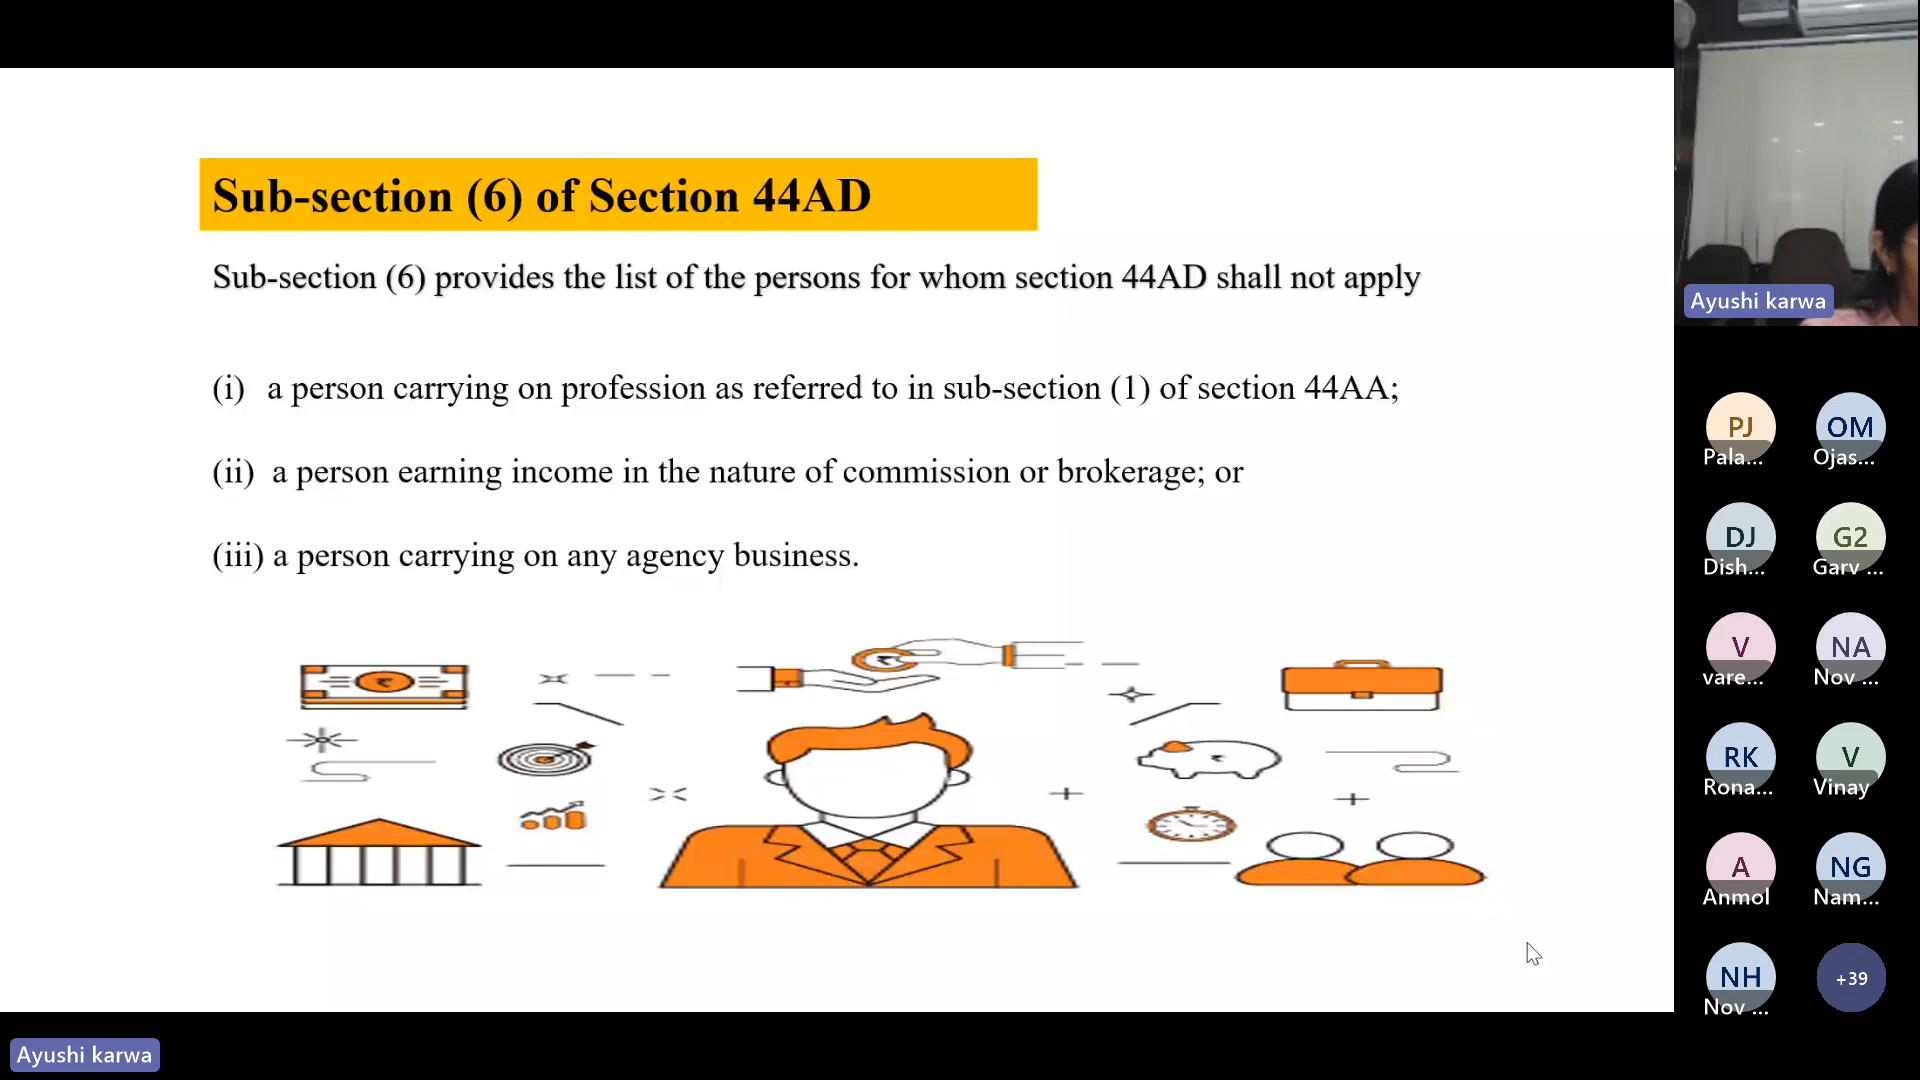 Sub-section (6) of Section 44AD
Sub-section (6) provides the list of the persons for whom section 44AD shall not apply
(i) a person carrying on profession as referred to in sub-section (1) of section 44AA;
(ii) a person earning income in the nature of commission or brokerage; or
(iii) a person carrying on any agency business.
₹
₹
₹
Ayushi karwa
PJ
Pala...
OM
Ojas...
DJ
Dish...
G2
Garv ...
V
vare...
NA
Nov ...
RK
Rona...
V
Vinay
A
Anmol
NG
Nam...
NH
Nov ...
+39
Ayushi karwa